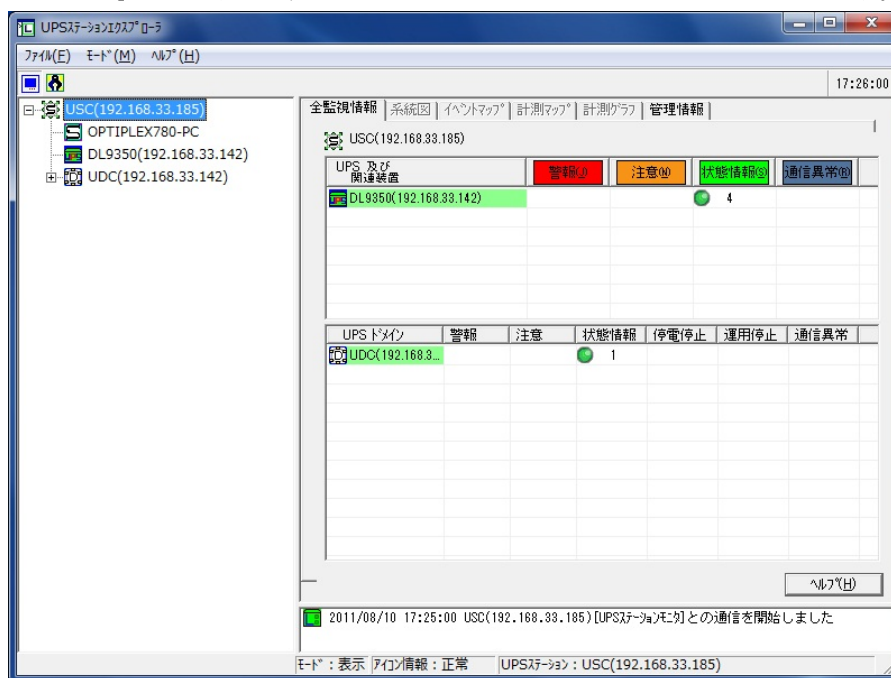 UPSｽﾃｰｼｮﾝｴｸｽﾌﾟﾛｰﾗ
ﾌｧｲﾙ(F) ﾓｰﾄﾞ(M) ﾍﾙﾌﾟ(H)
17:26:00
USC(192.168.33.185)
OPTIPLEX780-PC
DL9350(192.168.33.142)
UDC(192.168.33.142)
全監視情報 系統図 ｲﾍﾞﾝﾄﾏｯﾌﾟ 計測ﾏｯﾌﾟ 計測ｸﾞﾗﾌ 管理情報
USC(192.168.33.185)
UPS 及び
関連装置
警報(J) 注意(N) 状態情報(S) 通信異常(R)
DL9350(192.168.33.142) 4
UPS ﾄﾞﾒｲﾝ 警報 注意 状態情報 停電停止 運用停止 通信異常
UDC(192.168.3... 1
ﾍﾙﾌﾟ(H)
2011/08/10 17:25:00 USC(192.168.33.185)[UPSｽﾃｰｼｮﾝﾓﾆﾀ]との通信を開始しました
ﾓｰﾄﾞ：表示 ｱｲｺﾝ情報：正常 UPSｽﾃｰｼｮﾝ：USC(192.168.33.185)